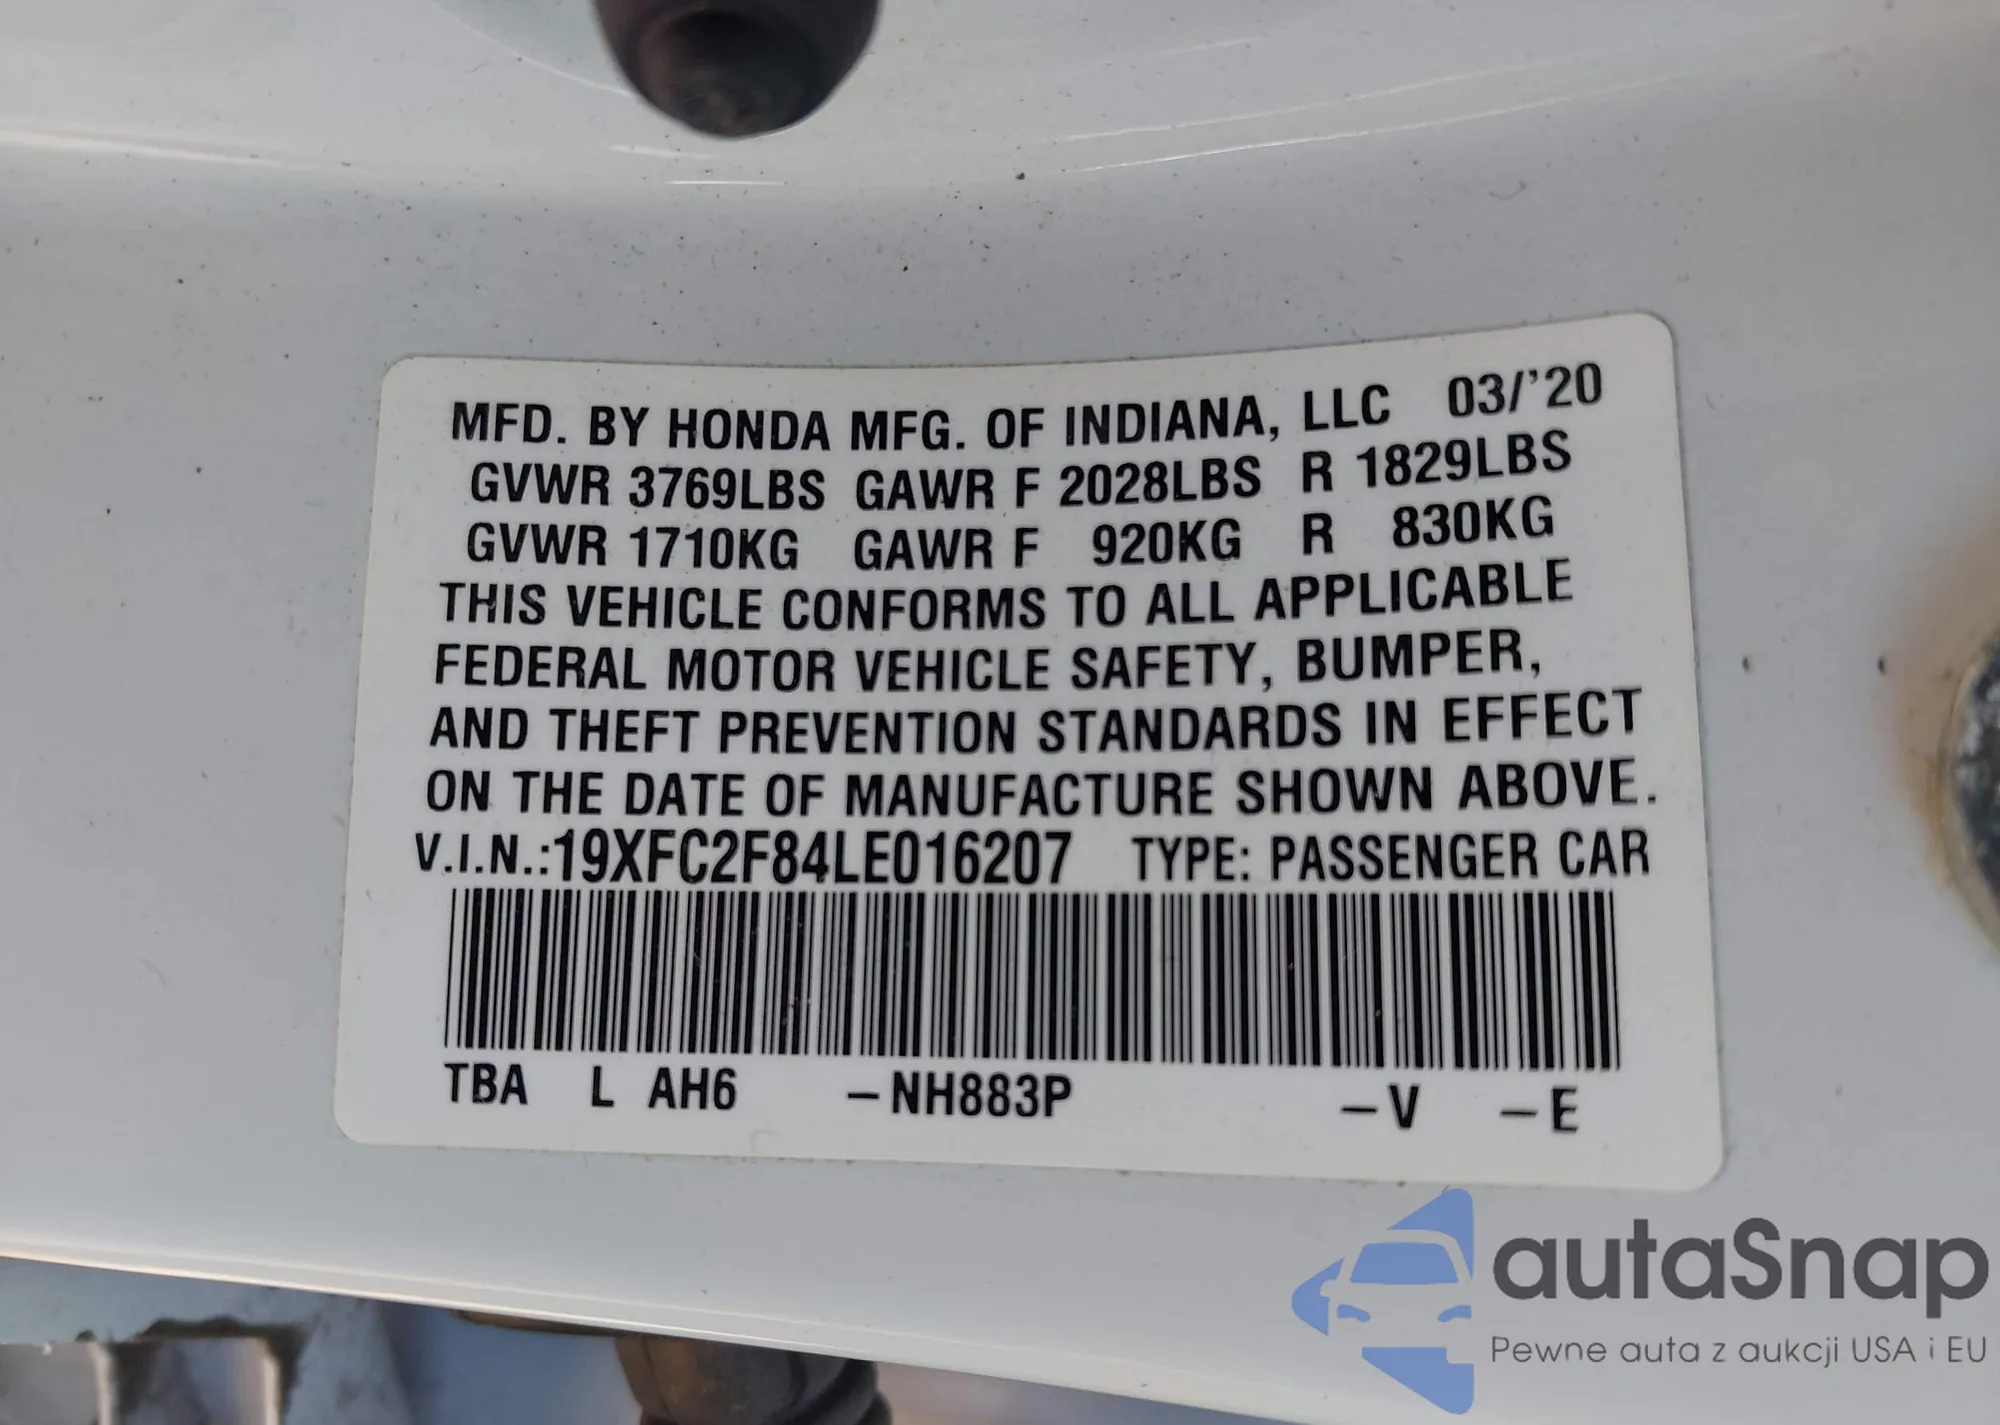 MFD. BY HONDA MFG. OF INDIANA, LLC 03/'20
GVWR 3769LBS GAWR F 2028LBS R 1829LBS
GVWR 1710KG GAWR F 920KG R 830KG
THIS VEHICLE CONFORMS TO ALL APPLICABLE
FEDERAL MOTOR VEHICLE SAFETY, BUMPER,
AND THEFT PREVENTION STANDARDS IN EFFECT
ON THE DATE OF MANUFACTURE SHOWN ABOVE.
V.I.N.:19XFC2F84LE016207 TYPE: PASSENGER CAR
TBA L AH6 –NH883P –V –E
autaSnap
Pewne auta z aukcji USA i EU